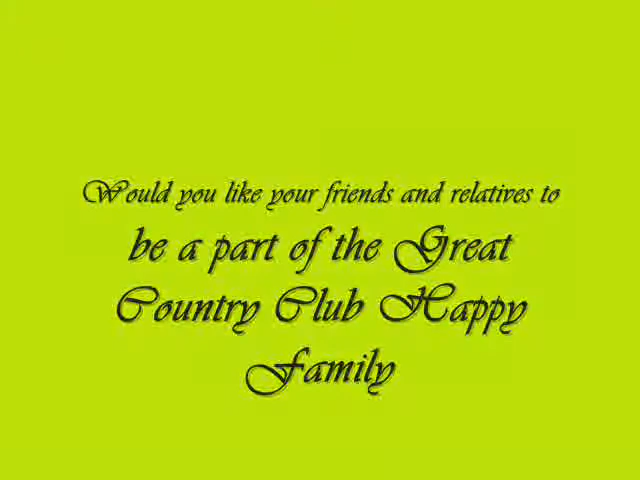 Would you like your friends and relatives to
be a part of the Great
Country Club Happy
Family